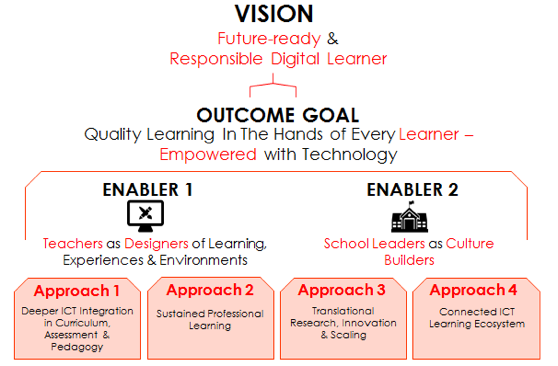 VISION
Future-ready &
Responsible Digital Learner
OUTCOME GOAL
Quality Learning In The Hands of Every Learner –
Empowered with Technology
ENABLER 1
Teachers as Designers of Learning,
Experiences & Environments
ENABLER 2
School Leaders as Culture
Builders
Approach 1
Deeper ICT Integration
in Curriculum,
Assessment &
Pedagogy
Approach 2
Sustained Professional
Learning
Approach 3
Translational
Research, Innovation
& Scaling
Approach 4
Connected ICT
Learning Ecosystem